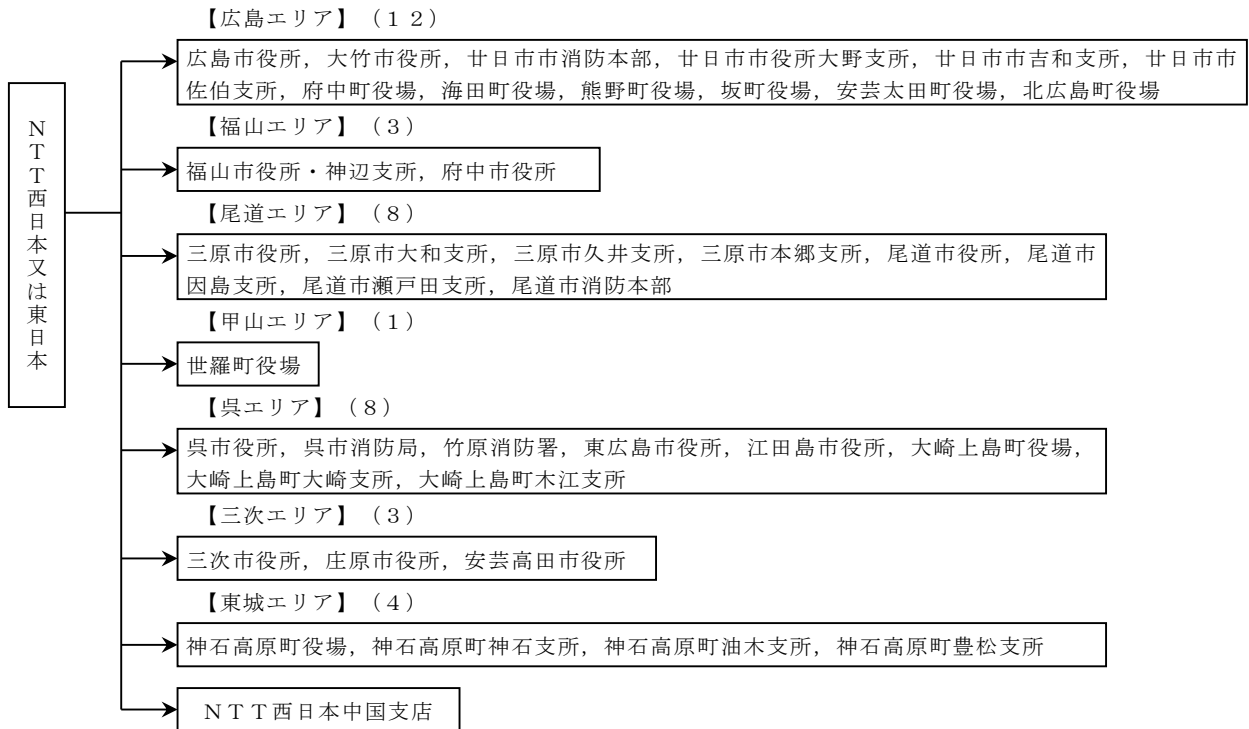 NTT西日本又は東日本
【広島エリア】（12）
広島市役所，大竹市役所，廿日市市消防本部，廿日市市役所大野支所，廿日市市吉和支所，廿日市市
佐伯支所，府中町役場，海田町役場，熊野町役場，坂町役場，安芸太田町役場，北広島町役場
【福山エリア】（3）
福山市役所・神辺支所，府中市役所
【尾道エリア】（8）
三原市役所，三原市大和支所，三原市久井支所，三原市本郷支所，尾道市役所，尾道市
因島支所，尾道市瀬戸田支所，尾道市消防本部
【甲山エリア】（1）
世羅町役場
【呉エリア】（8）
呉市役所，呉市消防局，竹原消防署，東広島市役所，江田島市役所，大崎上島町役場，
大崎上島町大崎支所，大崎上島町木江支所
【三次エリア】（3）
三次市役所，庄原市役所，安芸高田市役所
【東城エリア】（4）
神石高原町役場，神石高原町神石支所，神石高原町油木支所，神石高原町豊松支所
NTT西日本中国支店